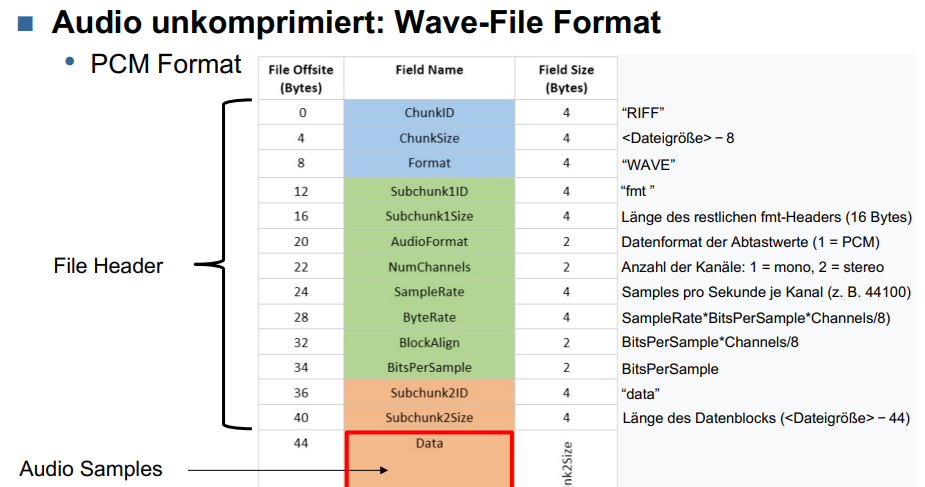 Audio unkomprimiert: Wave-File Format
• PCM Format
File Offsite (Bytes) Field Name Field Size (Bytes)
0 ChunkID 4 “RIFF”
4 ChunkSize 4 <Dateigröße> – 8
8 Format 4 “WAVE”
12 Subchunk1ID 4 “fmt ”
16 Subchunk1Size 4 Länge des restlichen fmt-Headers (16 Bytes)
20 AudioFormat 2 Datenformat der Abtastwerte (1 = PCM)
File Header
22 NumChannels 2 Anzahl der Kanäle: 1 = mono, 2 = stereo
24 SampleRate 4 Samples pro Sekunde je Kanal (z. B. 44100)
28 ByteRate 4 SampleRate*BitsPerSample*Channels/8)
32 BlockAlign 2 BitsPerSample*Channels/8
34 BitsPerSample 2 BitsPerSample
36 Subchunk2ID 4 “data”
40 Subchunk2Size 4 Länge des Datenblocks (<Dateigröße> – 44)
44 Data nk2Size
Audio Samples